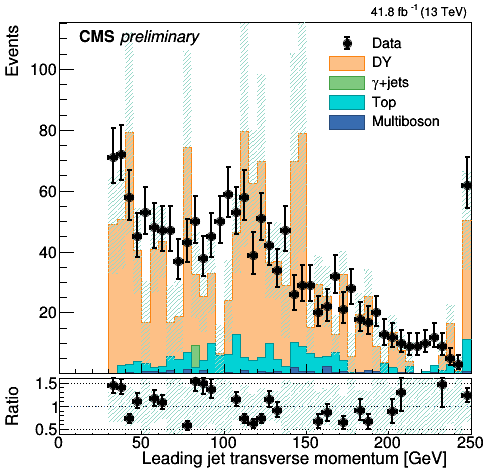 41.8 fb⁻¹ (13 TeV)
CMS preliminary
Data
DY
γ+jets
Top
Multiboson
Events
100
80
60
40
20
Ratio
1.5
1
0.5
0 50 100 150 200 250
Leading jet transverse momentum [GeV]